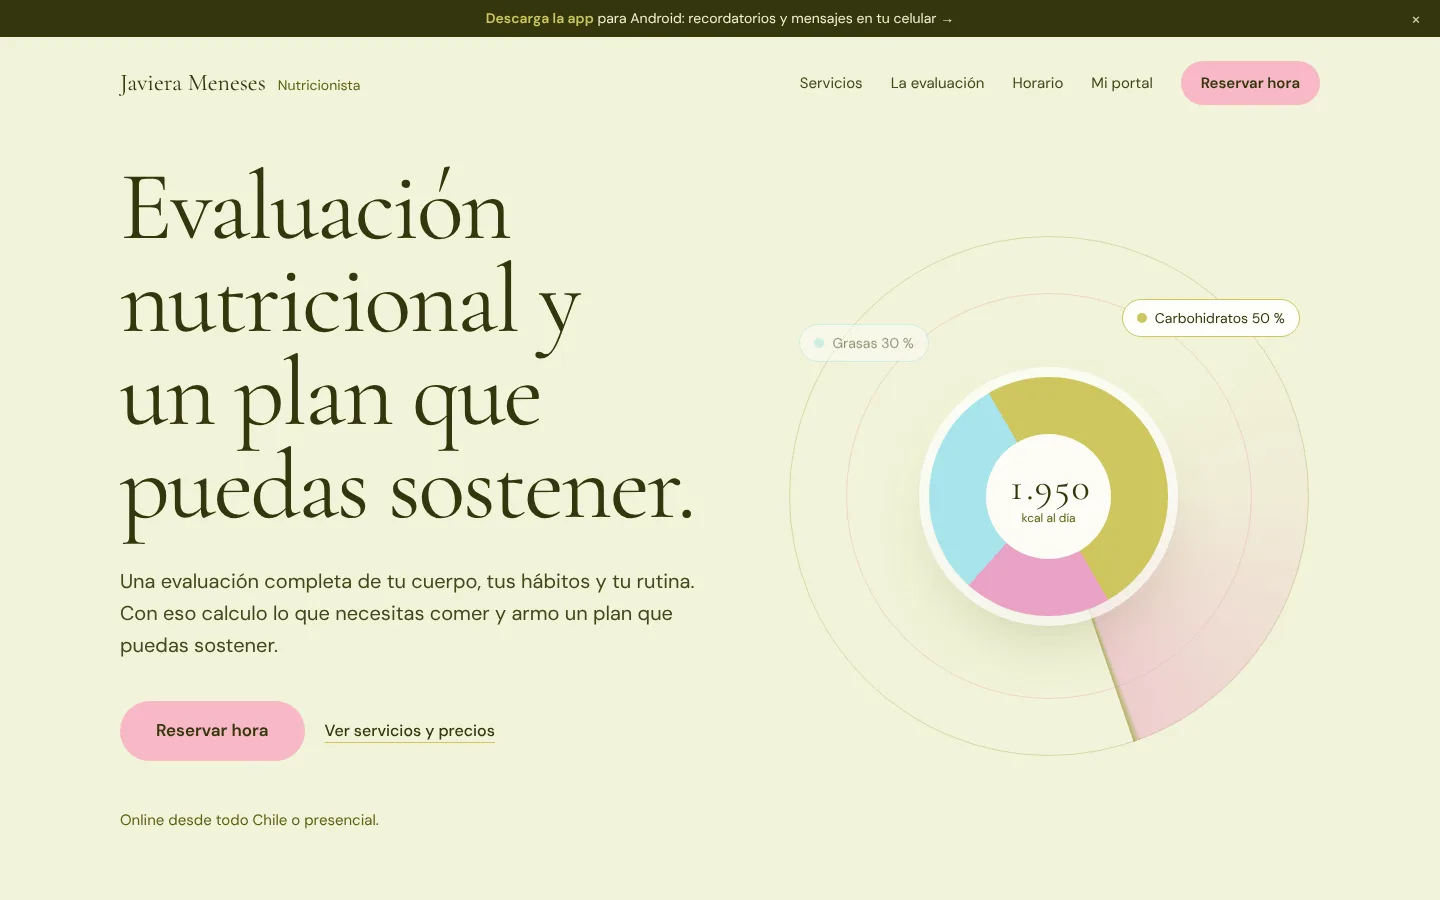 Descarga la app para Android: recordatorios y mensajes en tu celular →
×
Javiera Meneses Nutricionista
Servicios
La evaluación
Horario
Mi portal
Reservar hora
Evaluación
nutricional y
un plan que
puedas sostener.
Una evaluación completa de tu cuerpo, tus hábitos y tu rutina.
Con eso calculo lo que necesitas comer y armo un plan que
puedas sostener.
Reservar hora
Ver servicios y precios
Online desde todo Chile o presencial.
Carbohidratos 50 %
Grasas 30 %
1.950
kcal al día